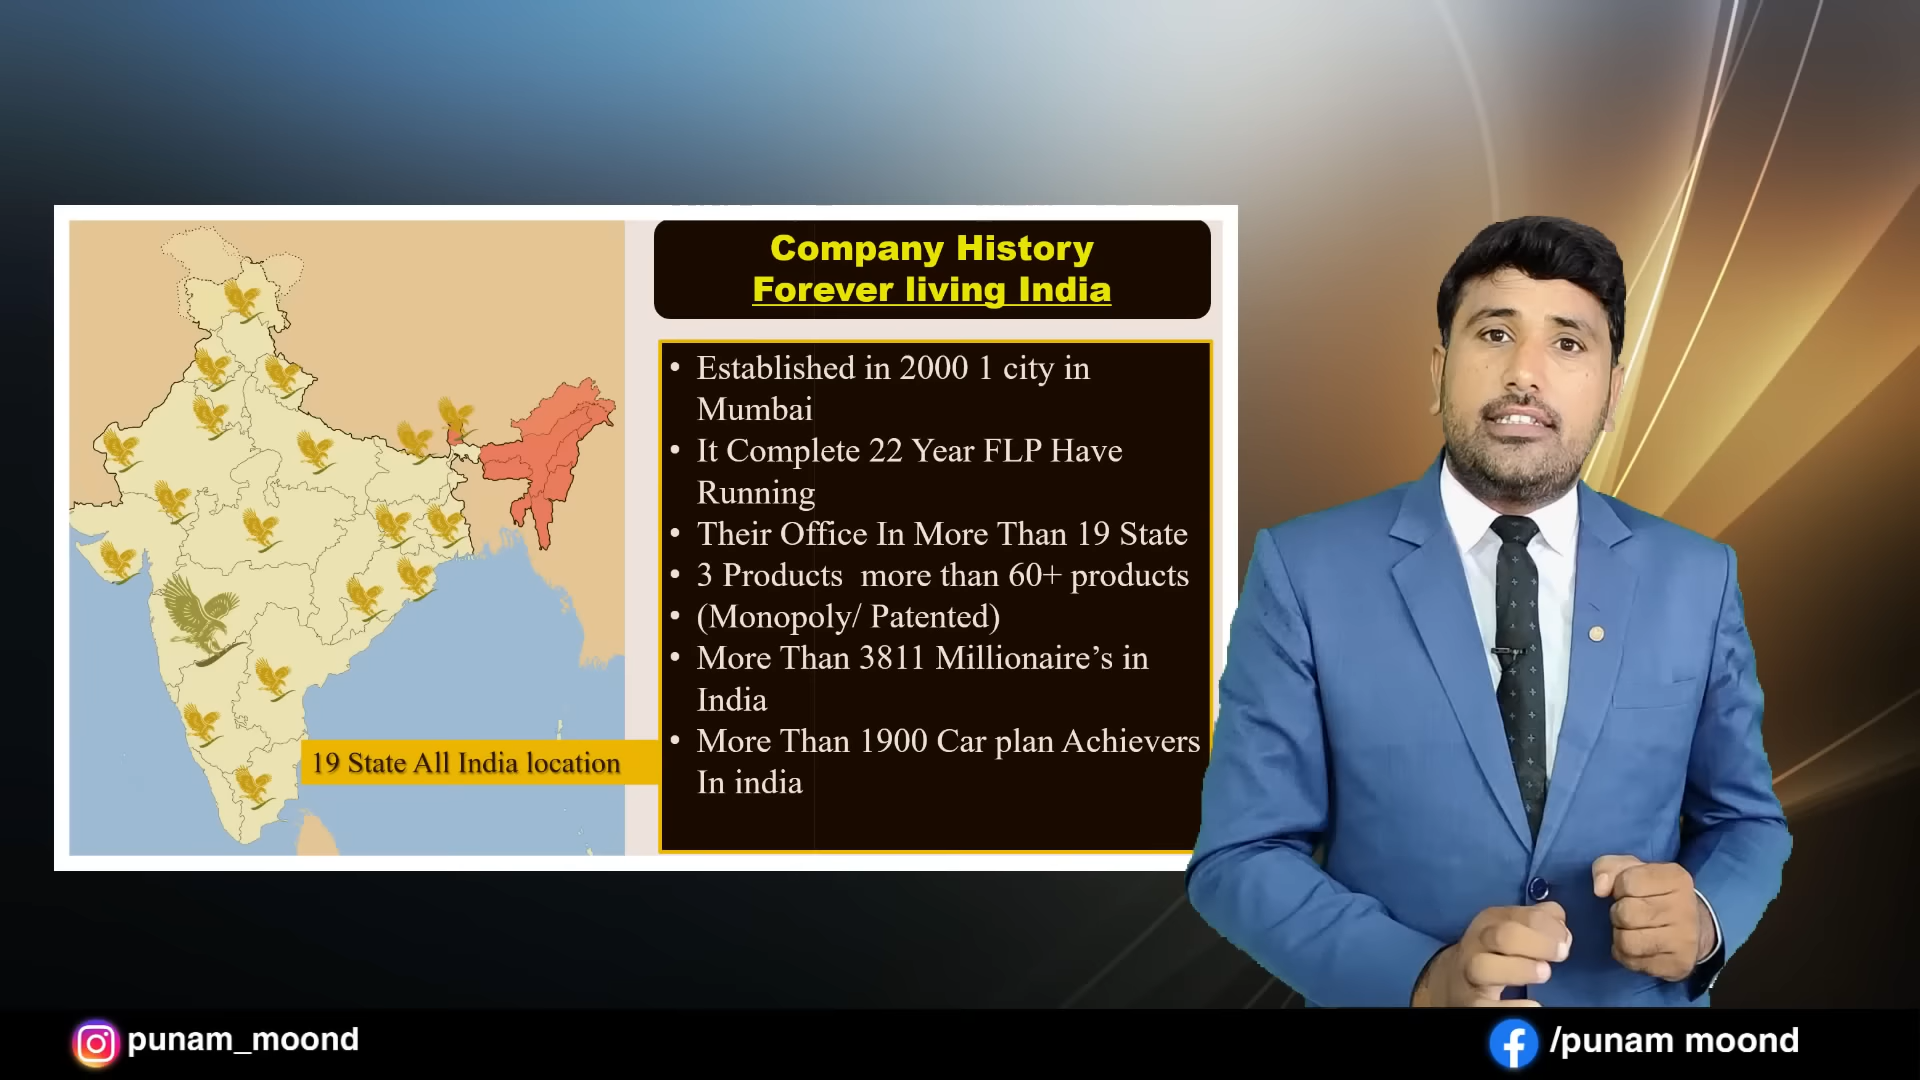 Company History
Forever living India
• Established in 2000 1 city in
Mumbai
• It Complete 22 Year FLP Have
Running
• Their Office In More Than 19 State
• 3 Products more than 60+ products
• (Monopoly/ Patented)
• More Than 3811 Millionaire’s in
India
• More Than 1900 Car plan Achievers
In india
19 State All India location
punam_moond
/punam moond